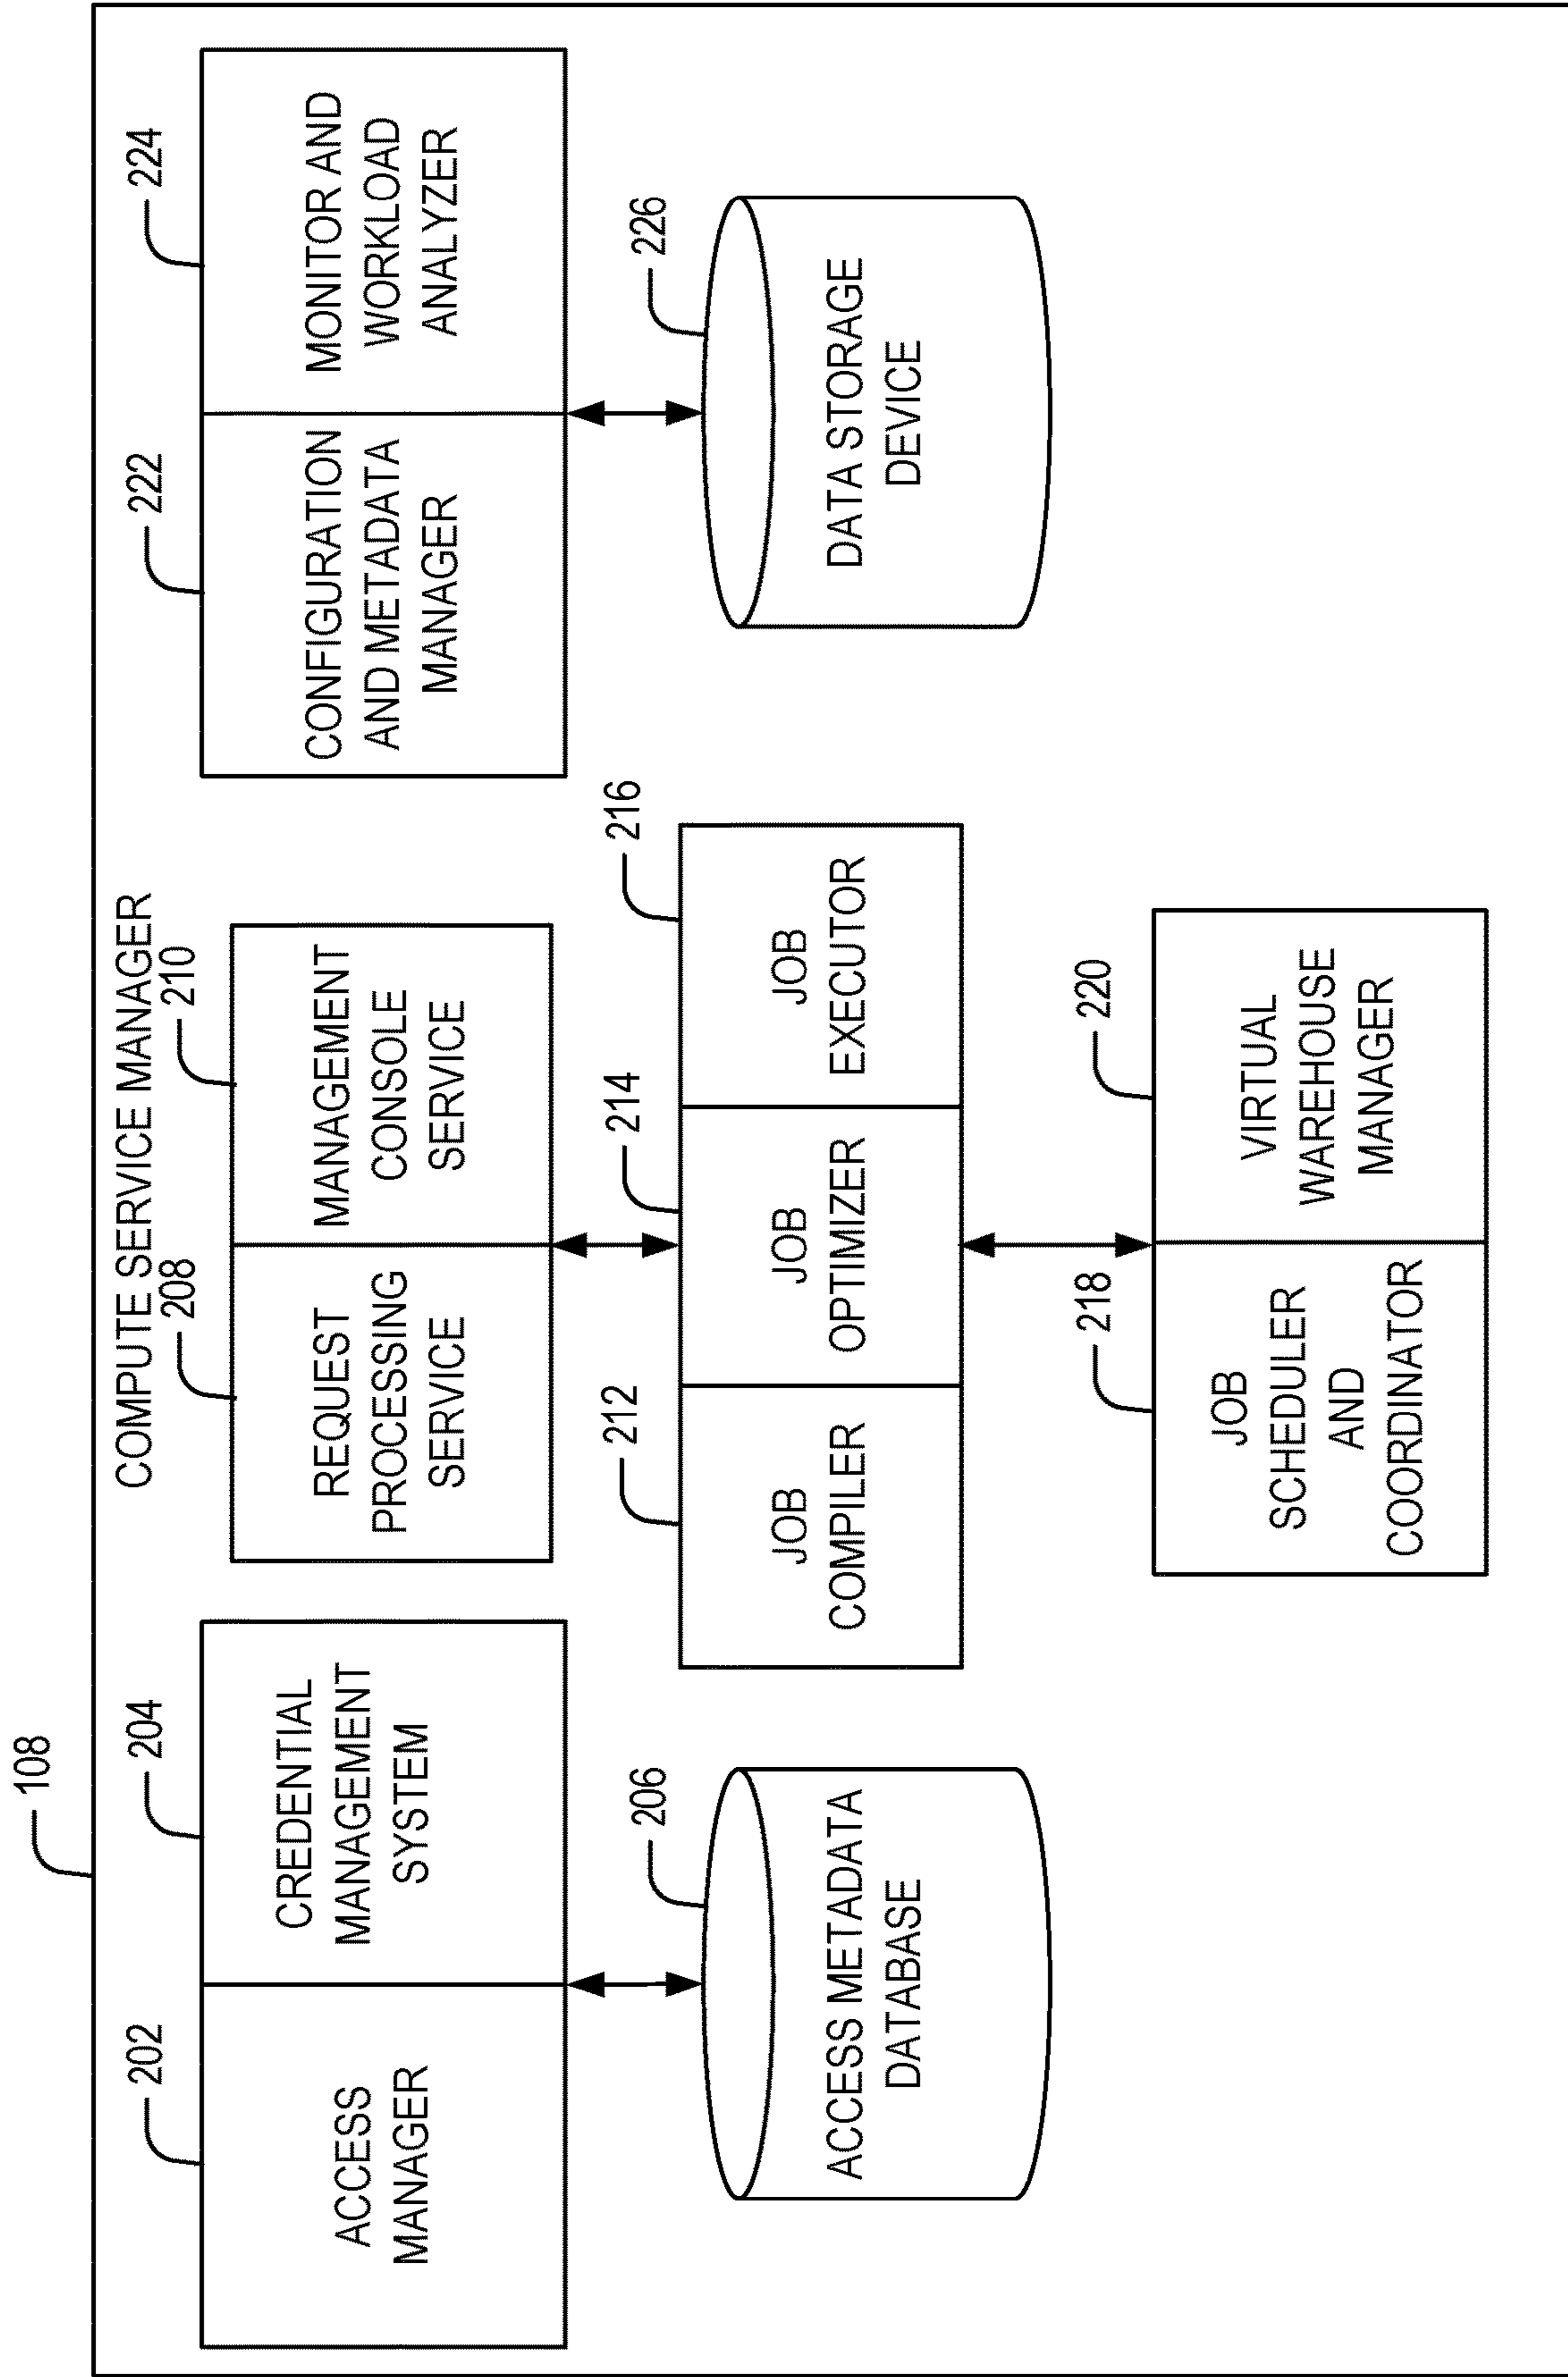 108
COMPUTE SERVICE MANAGER
202
204
ACCESS
MANAGER
CREDENTIAL
MANAGEMENT
SYSTEM
206
ACCESS METADATA
DATABASE
208
210
REQUEST
PROCESSING
SERVICE
MANAGEMENT
CONSOLE
SERVICE
212
214
216
JOB
COMPILER
JOB
OPTIMIZER
JOB
EXECUTOR
218
220
JOB
SCHEDULER
AND
COORDINATOR
VIRTUAL
WAREHOUSE
MANAGER
222
224
CONFIGURATION
AND METADATA
MANAGER
MONITOR AND
WORKLOAD
ANALYZER
226
DATA STORAGE
DEVICE